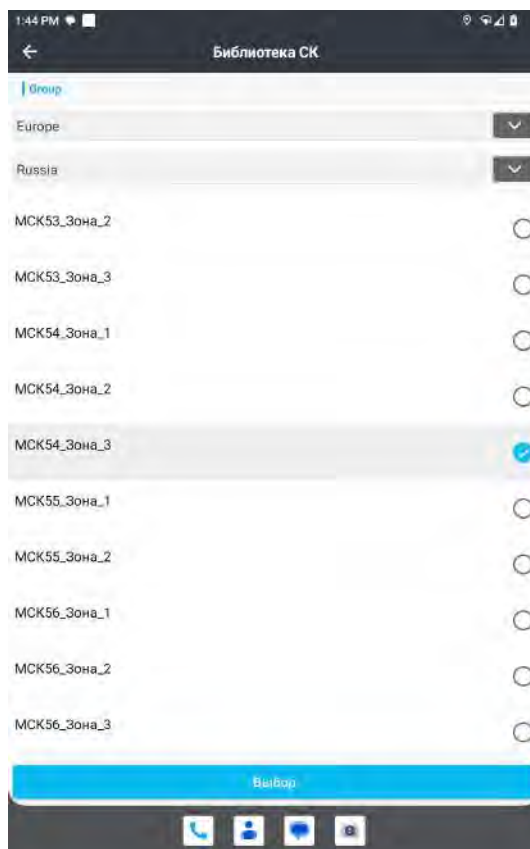 1:44 PM
Библиотека СК
Group
Europe
Russia
МСК53_Зона_2
МСК53_Зона_3
МСК54_Зона_1
МСК54_Зона_2
МСК54_Зона_3
МСК55_Зона_1
МСК55_Зона_2
МСК56_Зона_1
МСК56_Зона_2
МСК56_Зона_3
Выбор